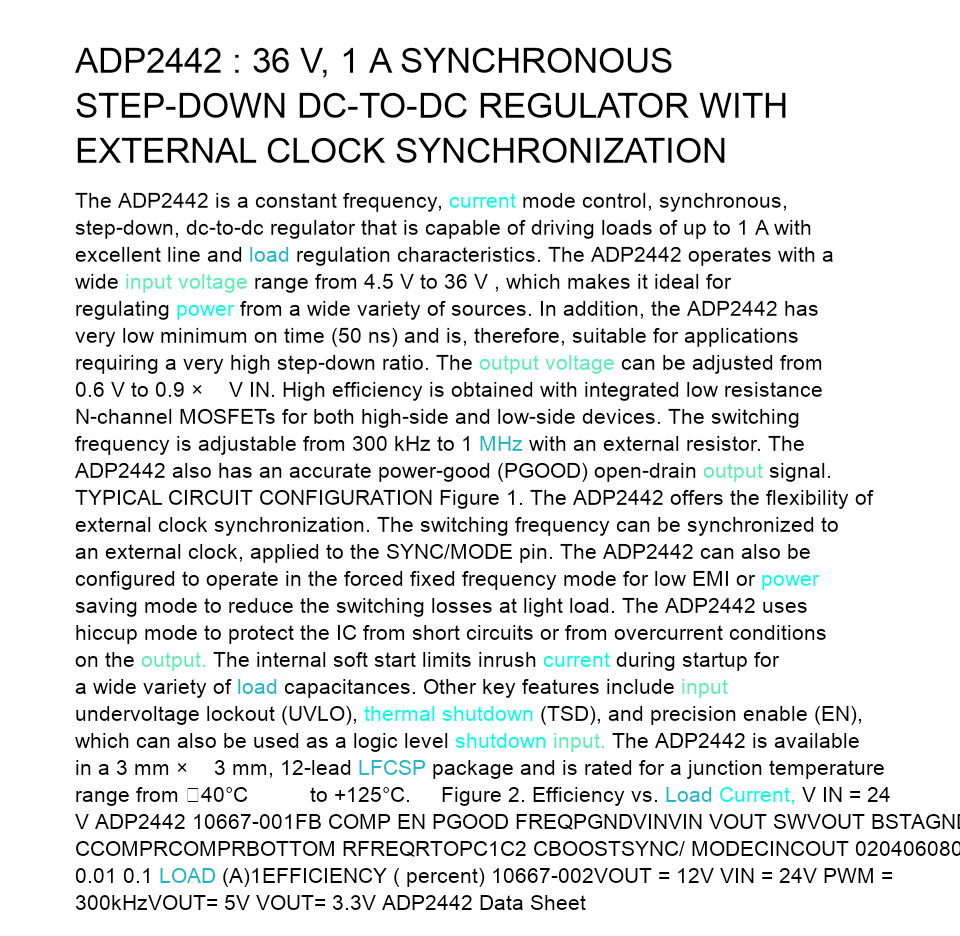 ADP2442 : 36 V, 1 A SYNCHRONOUS
STEP-DOWN DC-TO-DC REGULATOR WITH
EXTERNAL CLOCK SYNCHRONIZATION
The ADP2442 is a constant frequency, current mode control, synchronous,
step-down, dc-to-dc regulator that is capable of driving loads of up to 1 A with
excellent line and load regulation characteristics. The ADP2442 operates with a
wide input voltage range from 4.5 V to 36 V , which makes it ideal for
regulating power from a wide variety of sources. In addition, the ADP2442 has
very low minimum on time (50 ns) and is, therefore, suitable for applications
requiring a very high step-down ratio. The output voltage can be adjusted from
0.6 V to 0.9 × V IN. High efficiency is obtained with integrated low resistance
N-channel MOSFETs for both high-side and low-side devices. The switching
frequency is adjustable from 300 kHz to 1 MHz with an external resistor. The
ADP2442 also has an accurate power-good (PGOOD) open-drain output signal.
TYPICAL CIRCUIT CONFIGURATION Figure 1. The ADP2442 offers the flexibility of
external clock synchronization. The switching frequency can be synchronized to
an external clock, applied to the SYNC/MODE pin. The ADP2442 can also be
configured to operate in the forced fixed frequency mode for low EMI or power
saving mode to reduce the switching losses at light load. The ADP2442 uses
hiccup mode to protect the IC from short circuits or from overcurrent conditions
on the output. The internal soft start limits inrush current during startup for
a wide variety of load capacitances. Other key features include input
undervoltage lockout (UVLO), thermal shutdown (TSD), and precision enable (EN),
which can also be used as a logic level shutdown input. The ADP2442 is available
in a 3 mm × 3 mm, 12-lead LFCSP package and is rated for a junction temperature
range from □40°C to +125°C. Figure 2. Efficiency vs. Load Current, V IN = 24
V ADP2442 10667-001FB COMP EN PGOOD FREQPGNDVINVIN VOUT SWVOUT BSTAGND
CCOMPRCOMPRBOTTOM RFREQRTOPC1C2 CBOOSTSYNC/ MODECINCOUT 020406080
0.01 0.1 LOAD (A)1EFFICIENCY ( percent) 10667-002VOUT = 12V VIN = 24V PWM =
300kHzVOUT= 5V VOUT= 3.3V ADP2442 Data Sheet